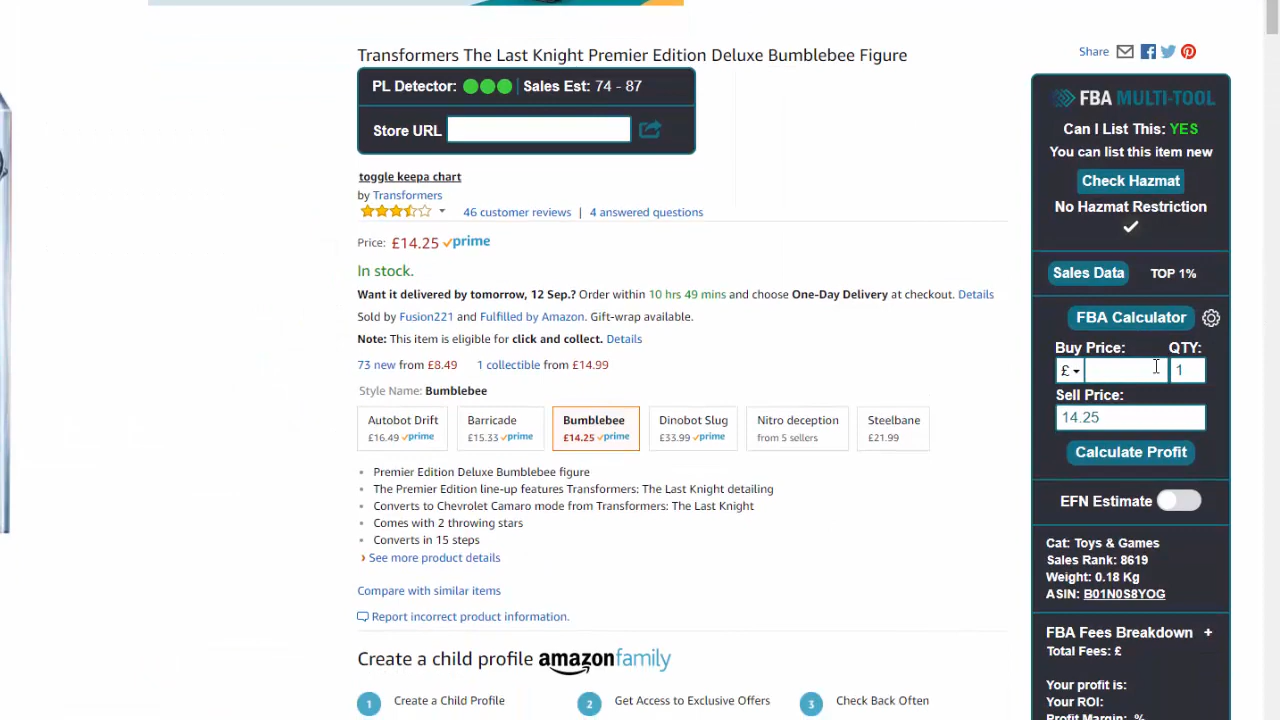 Transformers The Last Knight Premier Edition Deluxe Bumblebee Figure
PL Detector: Sales Est: 74 - 87
Store URL
toggle keepa chart
by Transformers
46 customer reviews | 4 answered questions
Price: £14.25 prime
In stock.
Want it delivered by tomorrow, 12 Sep.? Order within 10 hrs 49 mins and choose One-Day Delivery at checkout. Details
Sold by Fusion221 and Fulfilled by Amazon. Gift-wrap available.
Note: This item is eligible for click and collect. Details
73 new from £8.49 1 collectible from £14.99
Style Name: Bumblebee
Autobot Drift
£16.49 prime
Barricade
£15.33 prime
Bumblebee
£14.25 prime
Dinobot Slug
£33.99 prime
Nitro deception
from 5 sellers
Steelbane
£21.99
Premier Edition Deluxe Bumblebee figure
The Premier Edition line-up features Transformers: The Last Knight detailing
Converts to Chevrolet Camaro mode from Transformers: The Last Knight
Comes with 2 throwing stars
Converts in 15 steps
› See more product details
Compare with similar items
Report incorrect product information.
Create a child profile amazonfamily
1 Create a Child Profile
2 Get Access to Exclusive Offers
3 Check Back Often
Share
FBA MULTI-TOOL
Can I List This: YES
You can list this item new
Check Hazmat
No Hazmat Restriction
Sales Data TOP 1%
FBA Calculator
Buy Price: QTY:
£ 1
Sell Price:
14.25
Calculate Profit
EFN Estimate
Cat: Toys & Games
Sales Rank: 8619
Weight: 0.18 Kg
ASIN: B01N0S8YOG
FBA Fees Breakdown +
Total Fees: £
Your profit is:
Your ROI:
Profit Margin: %